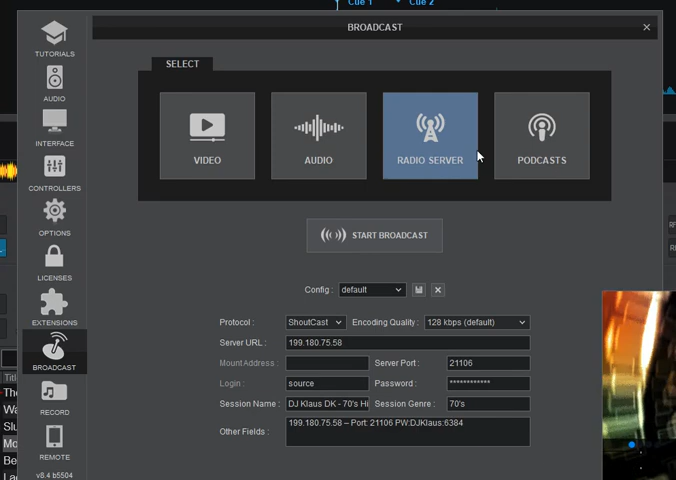 Cue 1 Cue 2
BROADCAST
TUTORIALS
AUDIO
INTERFACE
CONTROLLERS
OPTIONS
LICENSES
EXTENSIONS
BROADCAST
RECORD
REMOTE
v8.4 b5504
SELECT
VIDEO AUDIO RADIO SERVER PODCASTS
START BROADCAST
Config : default
Protocol : ShoutCast Encoding Quality : 128 kbps (default)
Server URL : 199.180.75.58
Mount Address : Server Port : 21106
Login : source Password : ************
Session Name : DJ Klaus DK - 70's Hi Session Genre : 70's
Other Fields : 199.180.75.58 – Port: 21106 PW:DJKlaus:6384